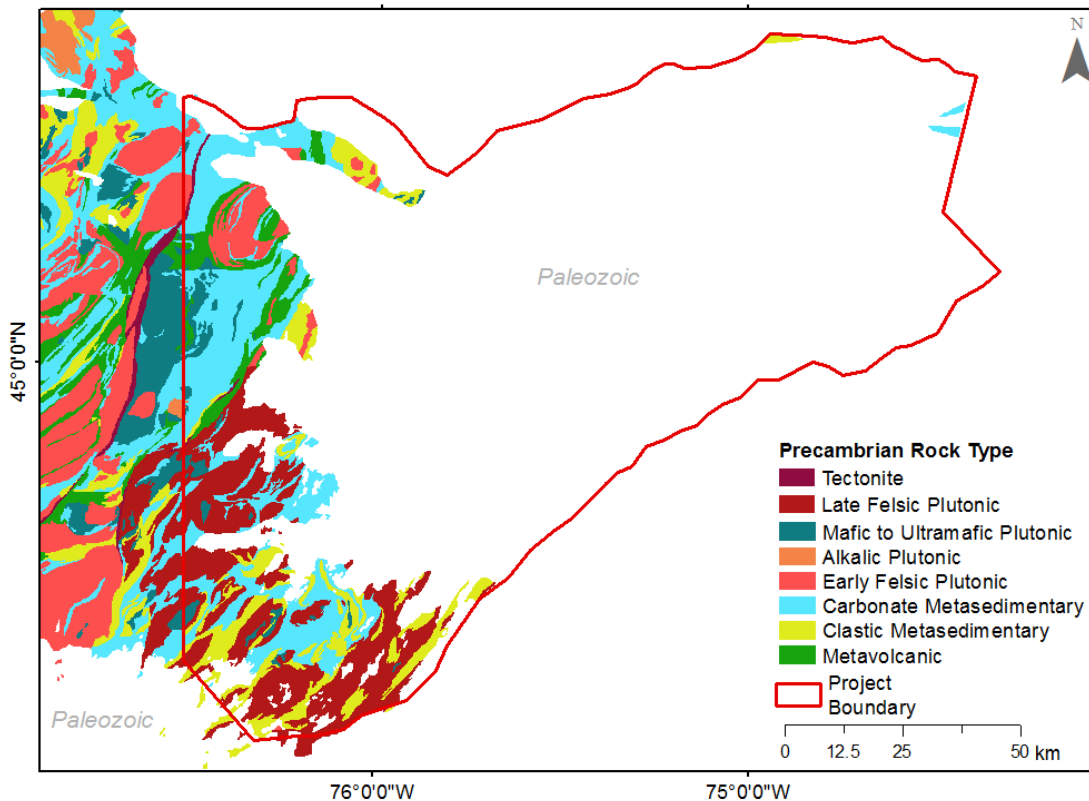 N
Paleozoic
45°0'0"N
Precambrian Rock Type
Tectonite
Late Felsic Plutonic
Mafic to Ultramafic Plutonic
Alkalic Plutonic
Early Felsic Plutonic
Carbonate Metasedimentary
Clastic Metasedimentary
Metavolcanic
Project
Boundary
Paleozoic
0 12.5 25 50 km
76°0'0"W 75°0'0"W